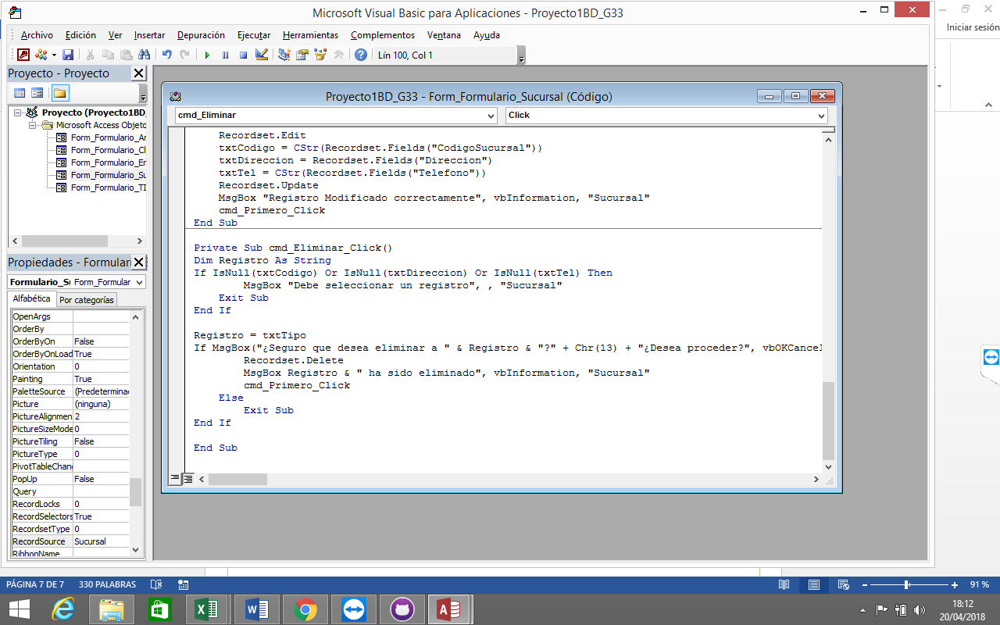 Microsoft Visual Basic para Aplicaciones - Proyecto1BD_G33
Iniciar sesión
Archivo Edición Ver Insertar Depuración Ejecutar Herramientas Complementos Ventana Ayuda
Lín 100, Col 1
Proyecto - Proyecto
Proyecto (Proyecto1BD_
Microsoft Access Objeto
Form_Formulario_Ar
Form_Formulario_Cl
Form_Formulario_Em
Form_Formulario_Su
Form_Formulario_TI
Propiedades - Formulari
Formulario_Su Form_Formular
Alfabética Por categorías
OpenArgs
OrderBy
OrderByOn False
OrderByOnLoad True
Orientation 0
Painting True
PaletteSource (Predeterminad
Picture (ninguna)
PictureAlignmen 2
PictureSizeMode 0
PictureTiling False
PictureType 0
PivotTableChang
PopUp False
Query
RecordLocks 0
RecordSelectors True
RecordsetType 0
RecordSource Sucursal
RibbonName
Proyecto1BD_G33 - Form_Formulario_Sucursal (Código)
cmd_Eliminar Click
Recordset.Edit
txtCodigo = CStr(Recordset.Fields("CodigoSucursal"))
txtDireccion = Recordset.Fields("Direccion")
txtTel = CStr(Recordset.Fields("Telefono"))
Recordset.Update
MsgBox "Registro Modificado correctamente", vbInformation, "Sucursal"
cmd_Primero_Click
End Sub
Private Sub cmd_Eliminar_Click()
Dim Registro As String
If IsNull(txtCodigo) Or IsNull(txtDireccion) Or IsNull(txtTel) Then
MsgBox "Debe seleccionar un registro", , "Sucursal"
Exit Sub
End If
Registro = txtTipo
If MsgBox("¿Seguro que desea eliminar a " & Registro & "?" + Chr(13) + "¿Desea proceder?", vbOKCancel
Recordset.Delete
MsgBox Registro & " ha sido eliminado", vbInformation, "Sucursal"
cmd_Primero_Click
Else
Exit Sub
End If
End Sub
PÁGINA 7 DE 7 330 PALABRAS 91 %
18:12
20/04/2018